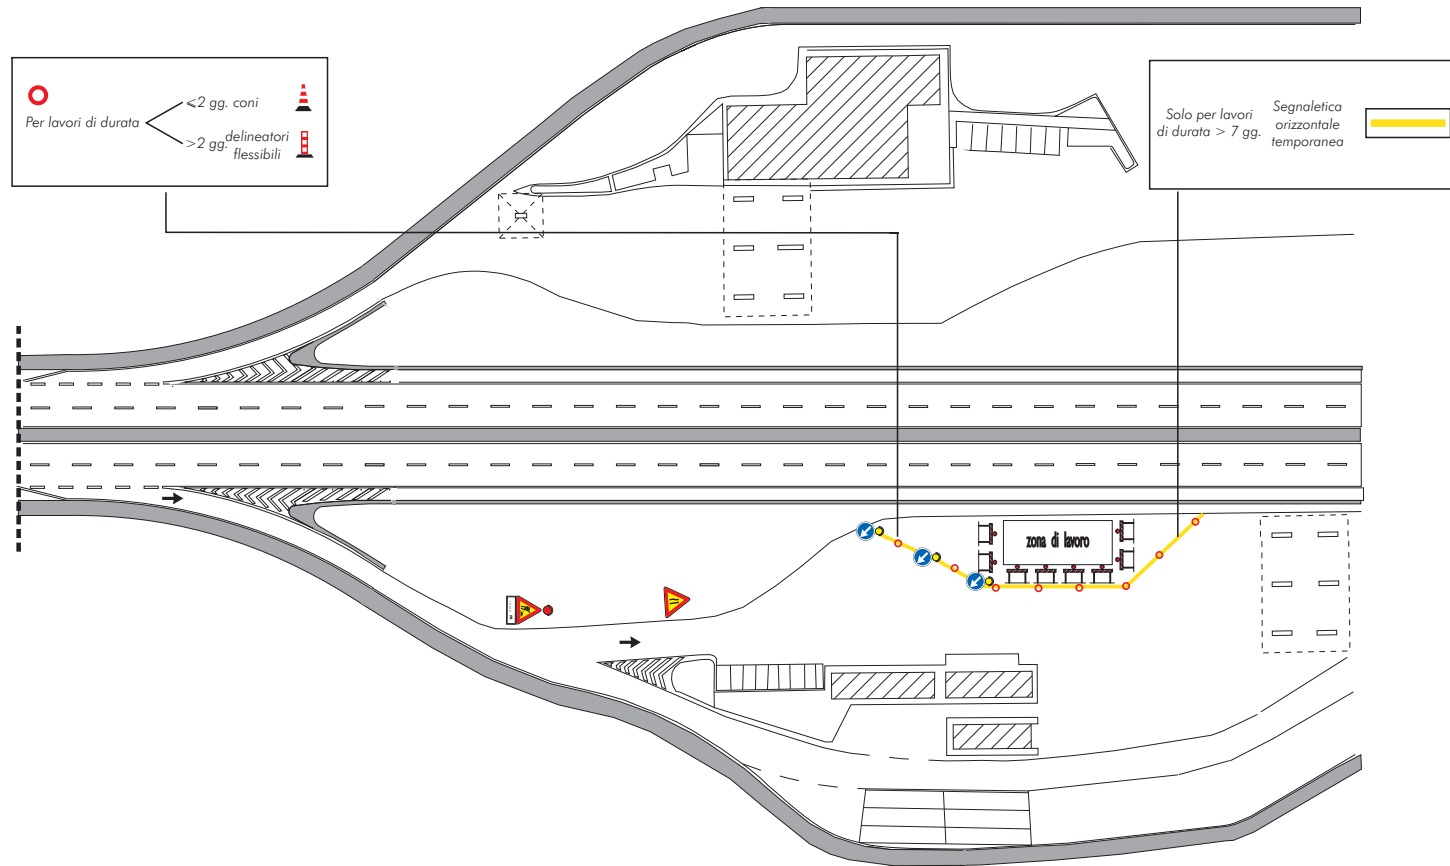 Per lavori di durata
⩽2 gg. coni
>2 gg. delineatori
flessibili
Solo per lavori
di durata > 7 gg.
Segnaletica
orizzontale
temporanea
zona di lavoro